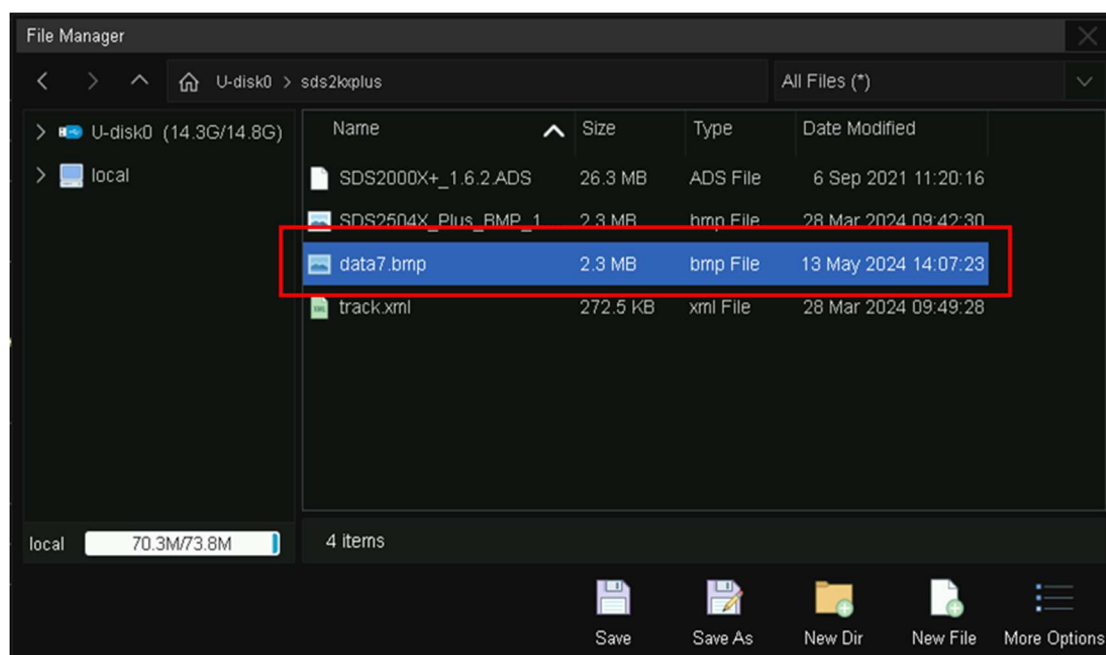 File Manager
U-disk0 > sds2kxplus All Files (*)
U-disk0 (14.3G/14.8G)
local
Name Size Type Date Modified
SDS2000X+_1.6.2.ADS 26.3 MB ADS File 6 Sep 2021 11:20:16
SDS2504X_Plus_BMP_1 2.3 MB bmp File 28 Mar 2024 09:42:30
data7.bmp 2.3 MB bmp File 13 May 2024 14:07:23
track.xml 272.5 KB xml File 28 Mar 2024 09:49:28
local 70.3M/73.8M 4 items
Save Save As New Dir New File More Options